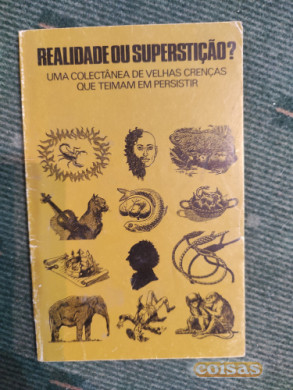 REALIDADE OU SUPERSTIÇÃO?
UMA COLECTÂNEA DE VELHAS CRENÇAS
QUE TEIMAM EM PERSISTIR
coisas